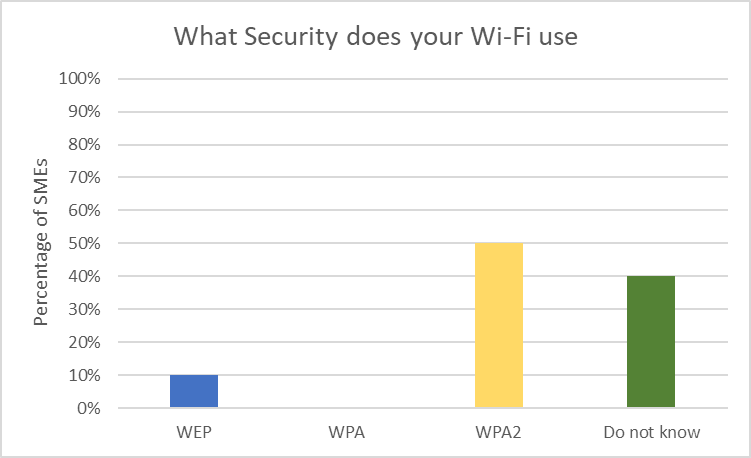 What Security does your Wi-Fi use
Percentage of SMEs
100%
90%
80%
70%
60%
50%
40%
30%
20%
10%
0%
WEP
WPA
WPA2
Do not know